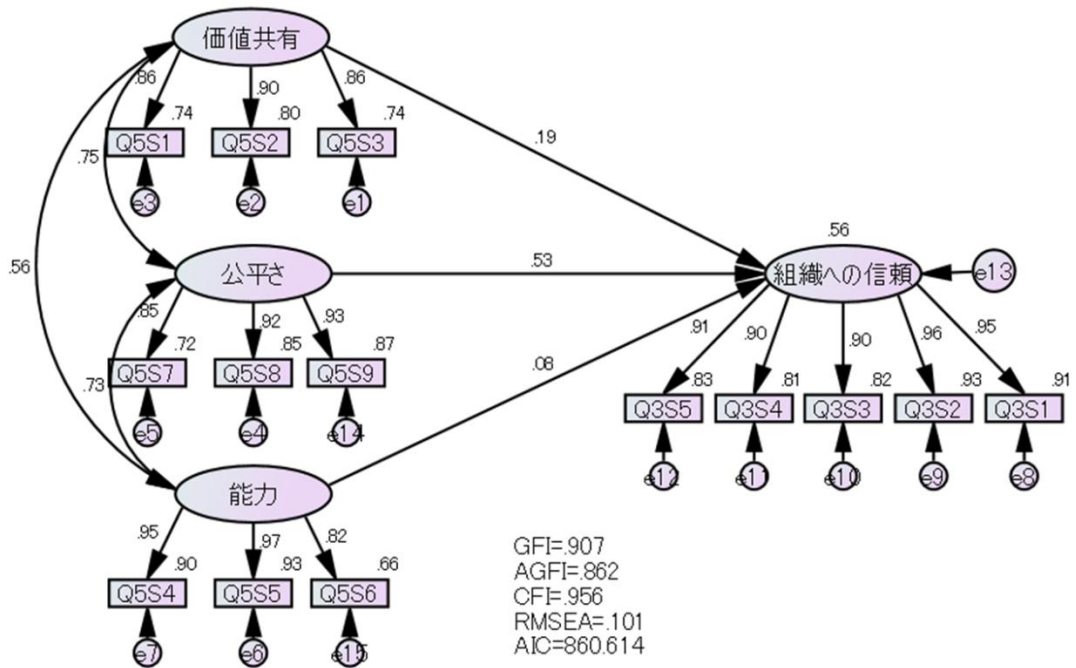 価値共有
.86
.90
.86
.74
.80
.74
Q5S1
Q5S2
Q5S3
e3
e2
e1
.75
.56
.19
公平さ
.53
.56
組織への信頼
e13
.85
.92
.93
.72
.85
.87
Q5S7
Q5S8
Q5S9
e5
e4
e14
.73
.08
.91
.90
.90
.96
.95
.83
.81
.82
.93
.91
Q3S5
Q3S4
Q3S3
Q3S2
Q3S1
e12
e11
e10
e9
e8
能力
.95
.97
.82
.90
.93
.66
Q5S4
Q5S5
Q5S6
e7
e6
e15
GFI=.907
AGFI=.862
CFI=.956
RMSEA=.101
AIC=860.614